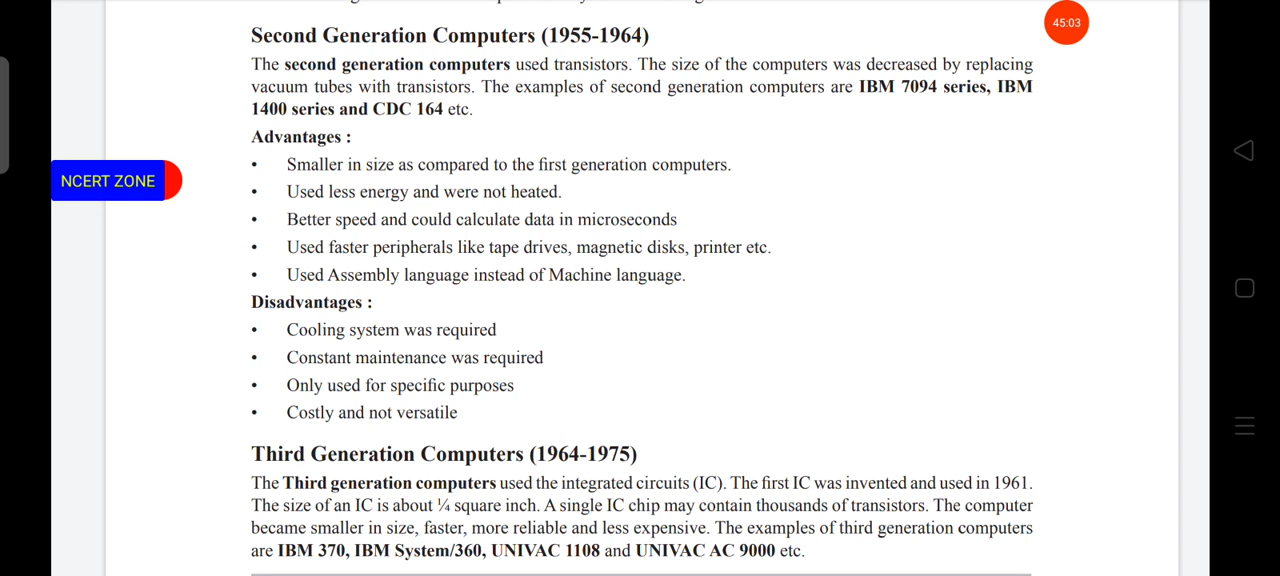 Second Generation Computers (1955-1964)
45:03
The second generation computers used transistors. The size of the computers was decreased by replacing
vacuum tubes with transistors. The examples of second generation computers are IBM 7094 series, IBM
1400 series and CDC 164 etc.
Advantages :
• Smaller in size as compared to the first generation computers.
NCERT ZONE
• Used less energy and were not heated.
• Better speed and could calculate data in microseconds
• Used faster peripherals like tape drives, magnetic disks, printer etc.
• Used Assembly language instead of Machine language.
Disadvantages :
• Cooling system was required
• Constant maintenance was required
• Only used for specific purposes
• Costly and not versatile
Third Generation Computers (1964-1975)
The Third generation computers used the integrated circuits (IC). The first IC was invented and used in 1961.
The size of an IC is about ¼ square inch. A single IC chip may contain thousands of transistors. The computer
became smaller in size, faster, more reliable and less expensive. The examples of third generation computers
are IBM 370, IBM System/360, UNIVAC 1108 and UNIVAC AC 9000 etc.